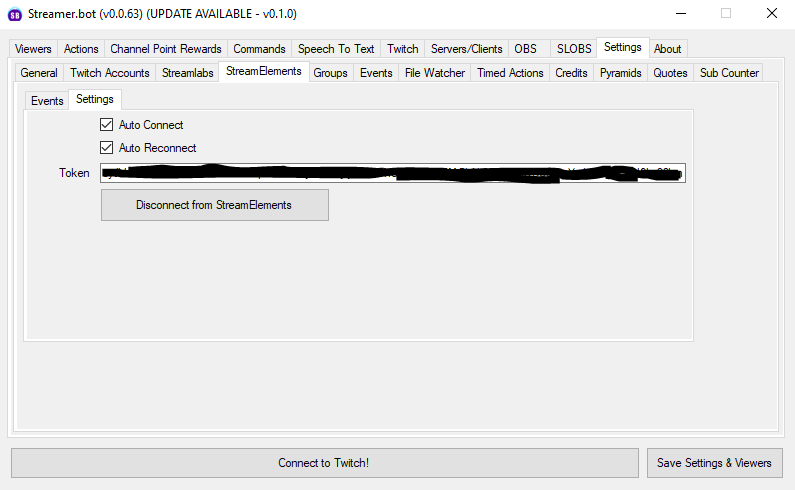 SB Streamer.bot (v0.0.63) (UPDATE AVAILABLE - v0.1.0)
Viewers Actions Channel Point Rewards Commands Speech To Text Twitch Servers/Clients OBS SLOBS Settings About
General Twitch Accounts Streamlabs StreamElements Groups Events File Watcher Timed Actions Credits Pyramids Quotes Sub Counter
Events Settings
Auto Connect
Auto Reconnect
Token
Disconnect from StreamElements
Connect to Twitch! Save Settings & Viewers